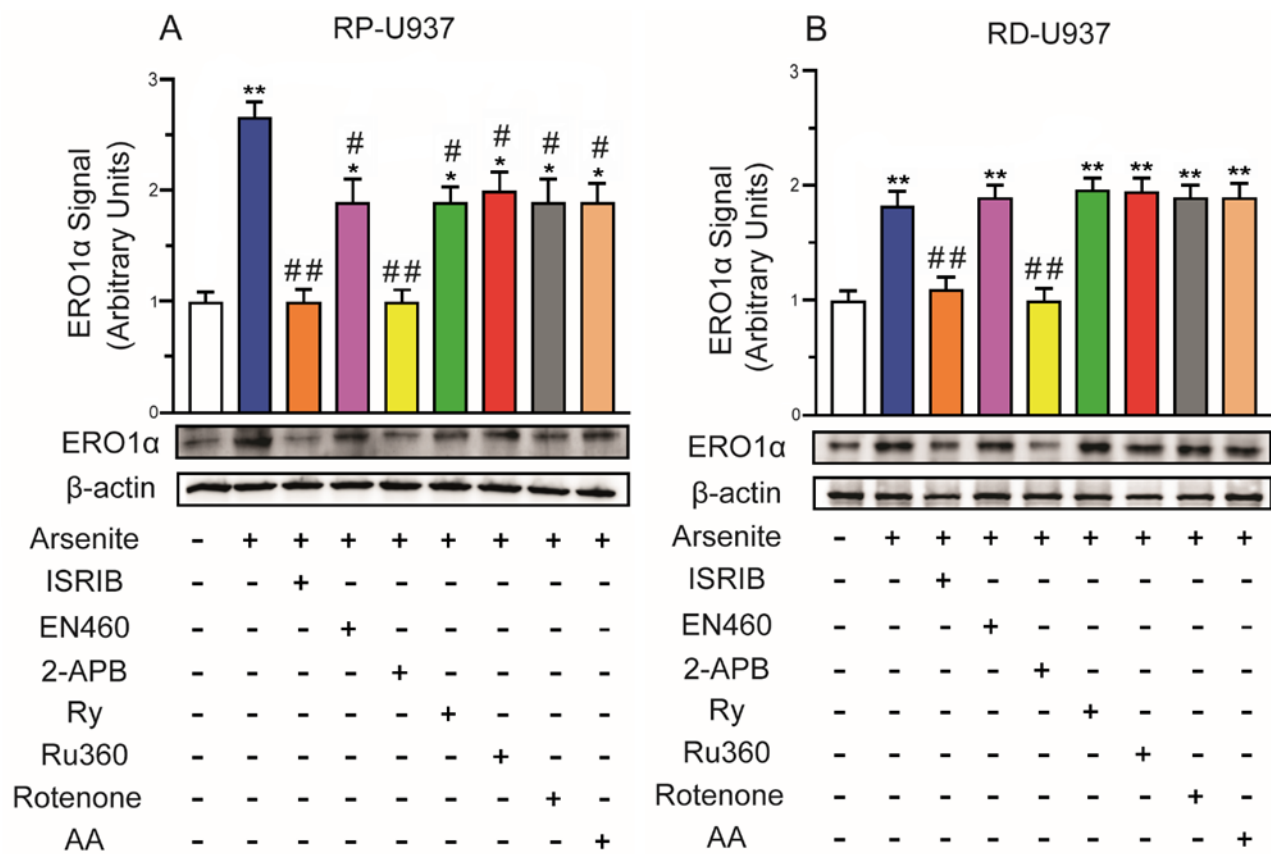 A RP-U937
ERO1α Signal
(Arbitrary Units)
3
2
1
0
**
##
#
*
##
#
*
#
*
#
*
#
*
ERO1α
β-actin
Arsenite - + + + + + + + +
ISRIB - - + - - - - - -
EN460 - - - + - - - - -
2-APB - - - - + - - - -
Ry - - - - - + - - -
Ru360 - - - - - - + - -
Rotenone - - - - - - - + -
AA - - - - - - - - +
B RD-U937
ERO1α Signal
(Arbitrary Units)
3
2
1
0
**
##
**
##
**
**
**
**
ERO1α
β-actin
Arsenite - + + + + + + + +
ISRIB - - + - - - - - -
EN460 - - - + - - - - -
2-APB - - - - + - - - -
Ry - - - - - + - - -
Ru360 - - - - - - + - -
Rotenone - - - - - - - + -
AA - - - - - - - - +